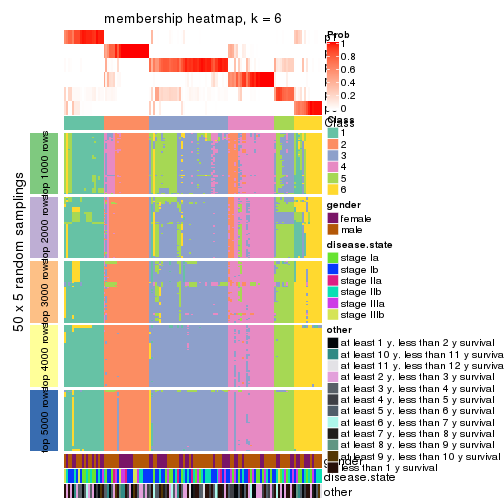 membership heatmap, k = 6
Prob
1
0.8
0.6
0.4
0.2
0
Class
Class
1
2
3
4
5
6
gender
female
male
disease.state
stage Ia
stage Ib
stage IIa
stage IIb
stage IIIa
stage IIIb
other
at least 1 y. less than 2 y survival
at least 10 y. less than 11 y survival
at least 11 y. less than 12 y survival
at least 2 y. less than 3 y survival
at least 3 y. less than 4 y survival
at least 4 y. less than 5 y survival
at least 5 y. less than 6 y survival
at least 6 y. less than 7 y survival
at least 7 y. less than 8 y survival
at least 8 y. less than 9 y survival
at least 9 y. less than 10 y survival
less than 1 y survival
50 x 5 random samplings
top 1000 rows
top 2000 rows
top 3000 rows
top 4000 rows
top 5000 rows
gender
disease.state
other